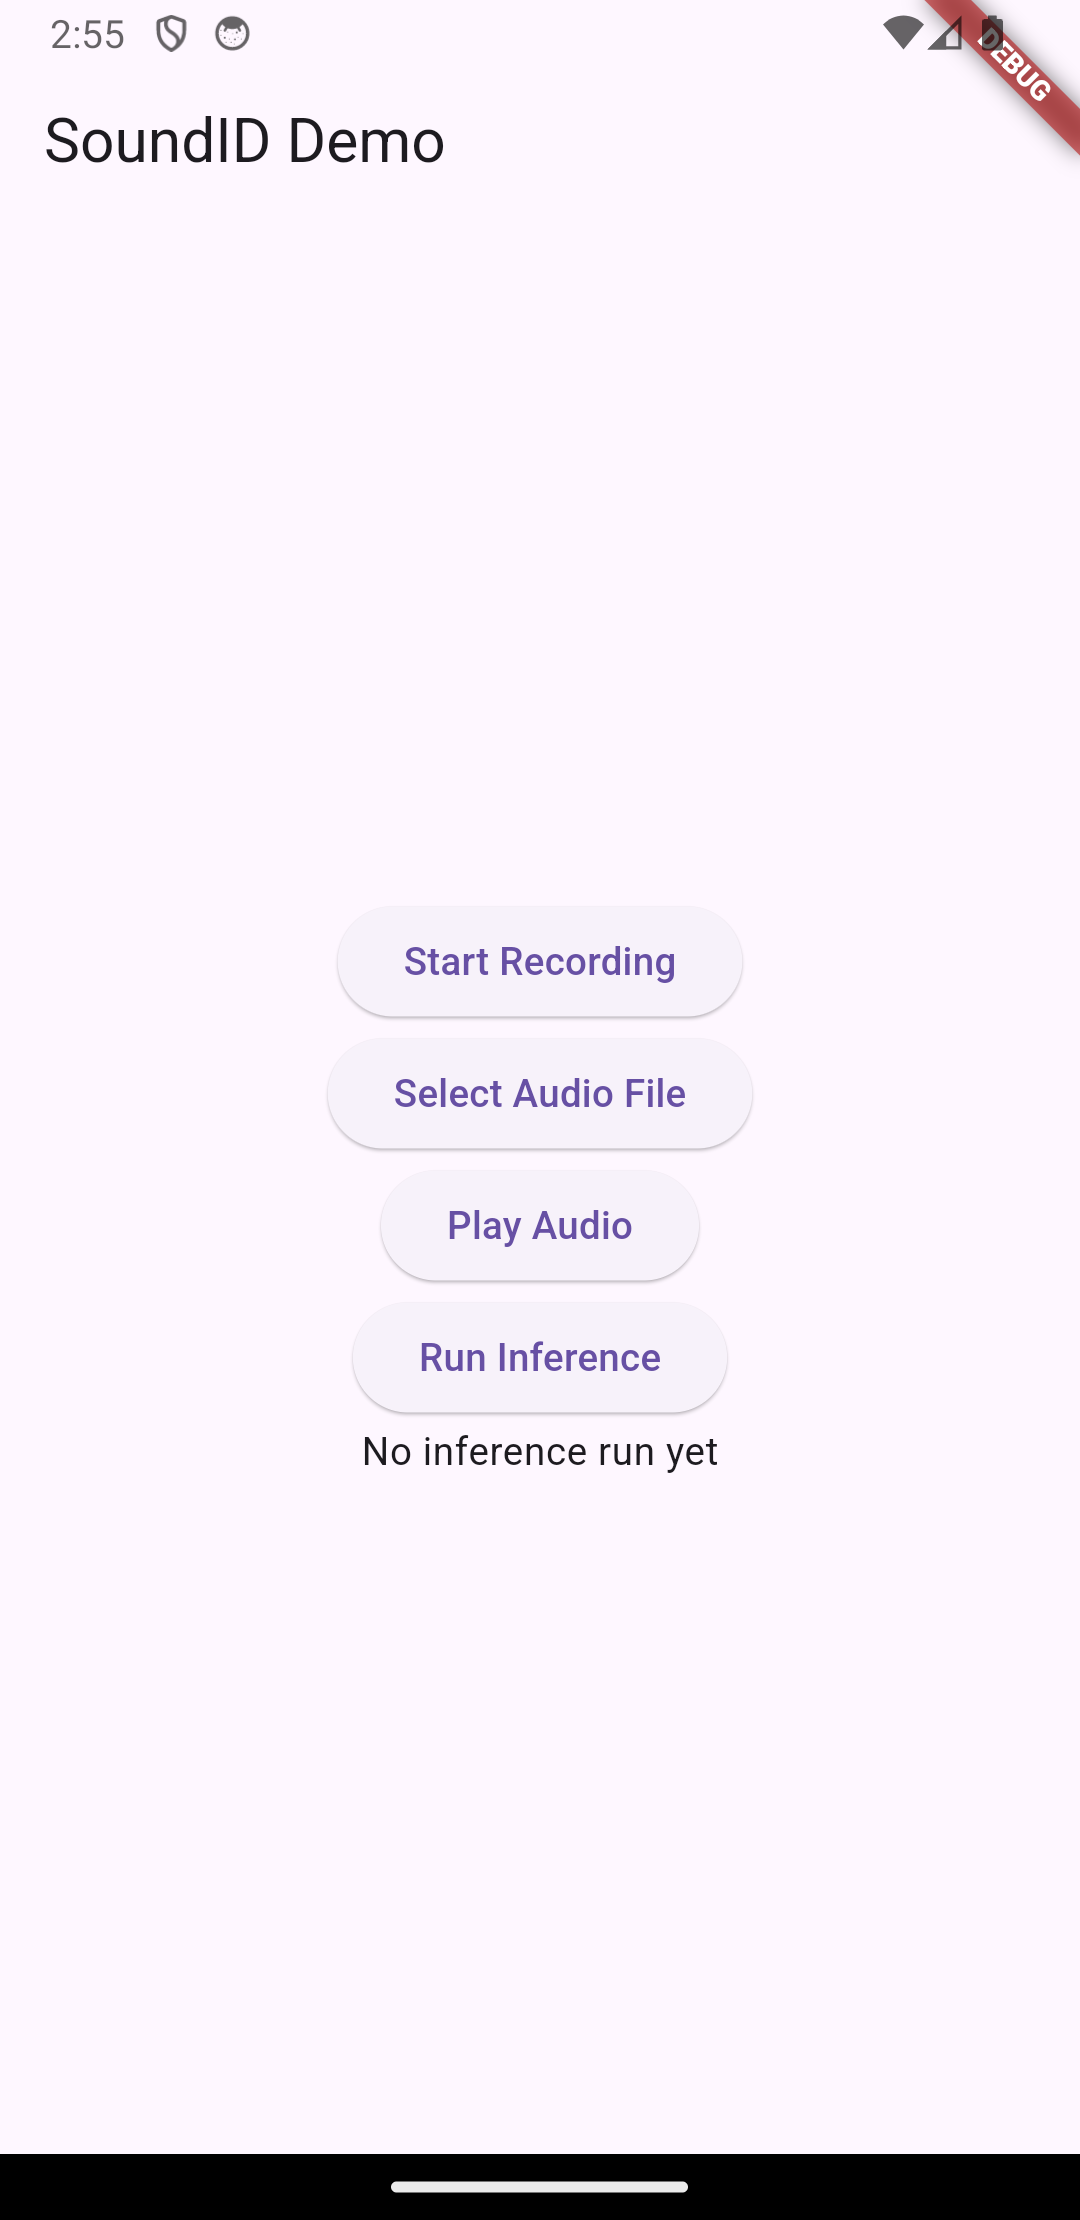 2:55
DEBUG
SoundID Demo
Start Recording
Select Audio File
Play Audio
Run Inference
No inference run yet